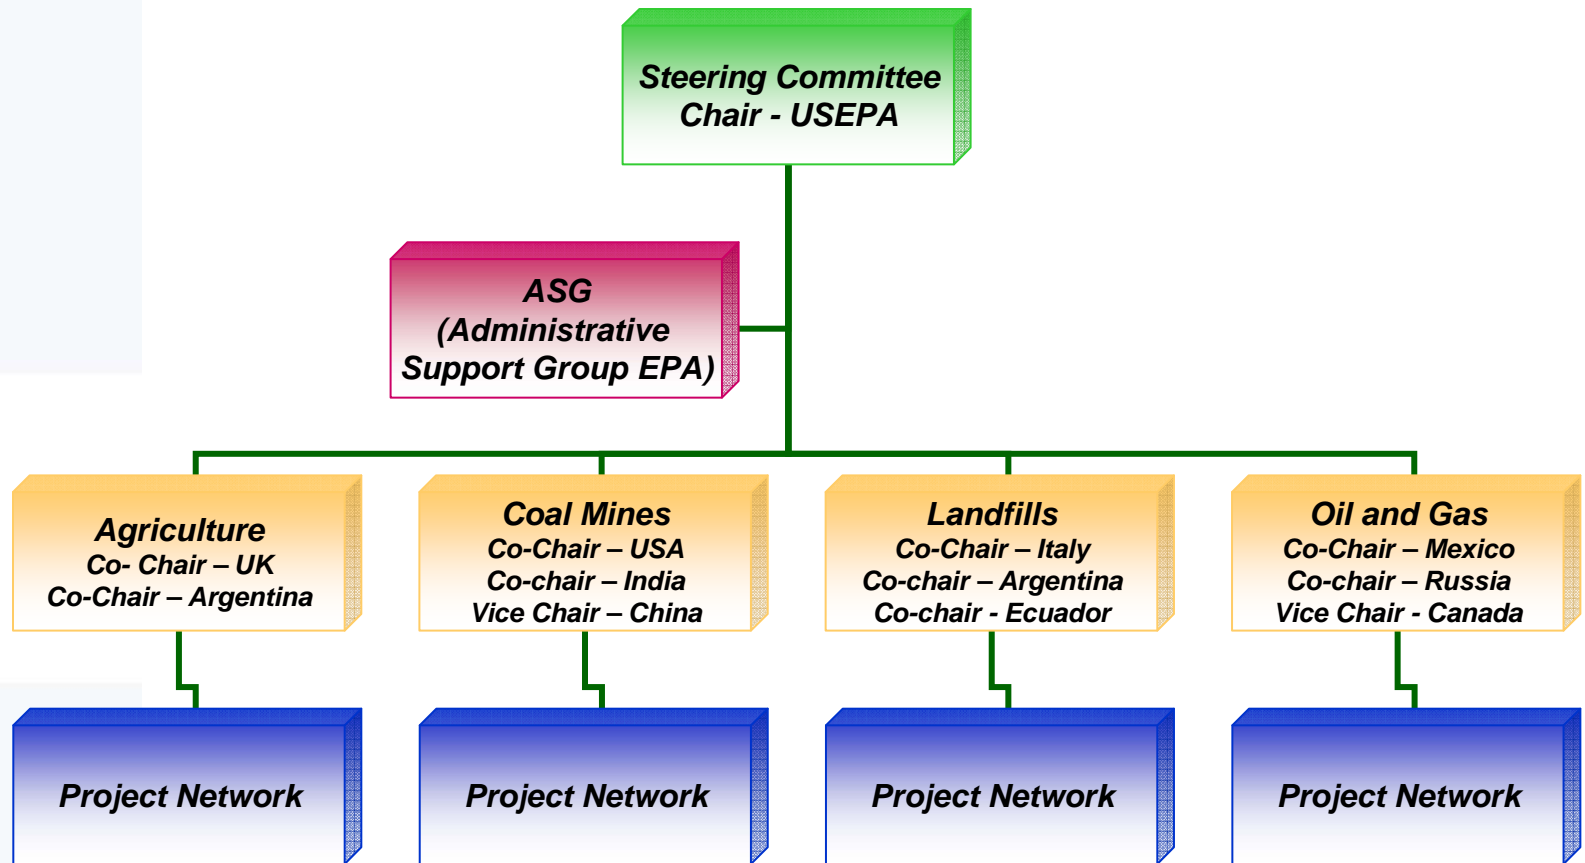 Steering Committee
Chair - USEPA
ASG
(Administrative
Support Group EPA)
Agriculture
Co- Chair – UK
Co-Chair – Argentina
Coal Mines
Co-Chair – USA
Co-chair – India
Vice Chair – China
Landfills
Co-Chair – Italy
Co-chair – Argentina
Co-chair - Ecuador
Oil and Gas
Co-Chair – Mexico
Co-chair – Russia
Vice Chair - Canada
Project Network
Project Network
Project Network
Project Network